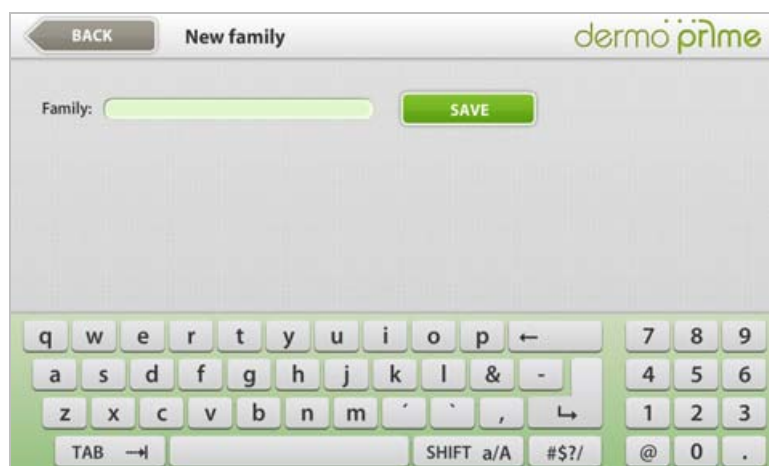 BACK New family dermo prime
Family: SAVE
q w e r t y u i o p ← 7 8 9
a s d f g h j k l & - 4 5 6
z x c v b n m ´ ` , ↵ 1 2 3
TAB →| SHIFT a/A #$?/ @ 0 .